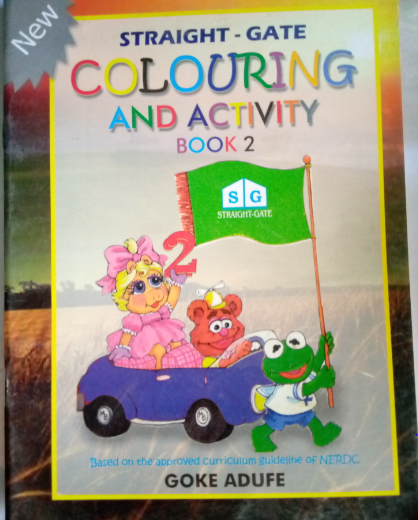 New
STRAIGHT - GATE
COLOURING
AND ACTIVITY
BOOK 2
S G
STRAIGHT-GATE
2
Based on the approved curriculum guideline of NERDC
GOKE ADUFE